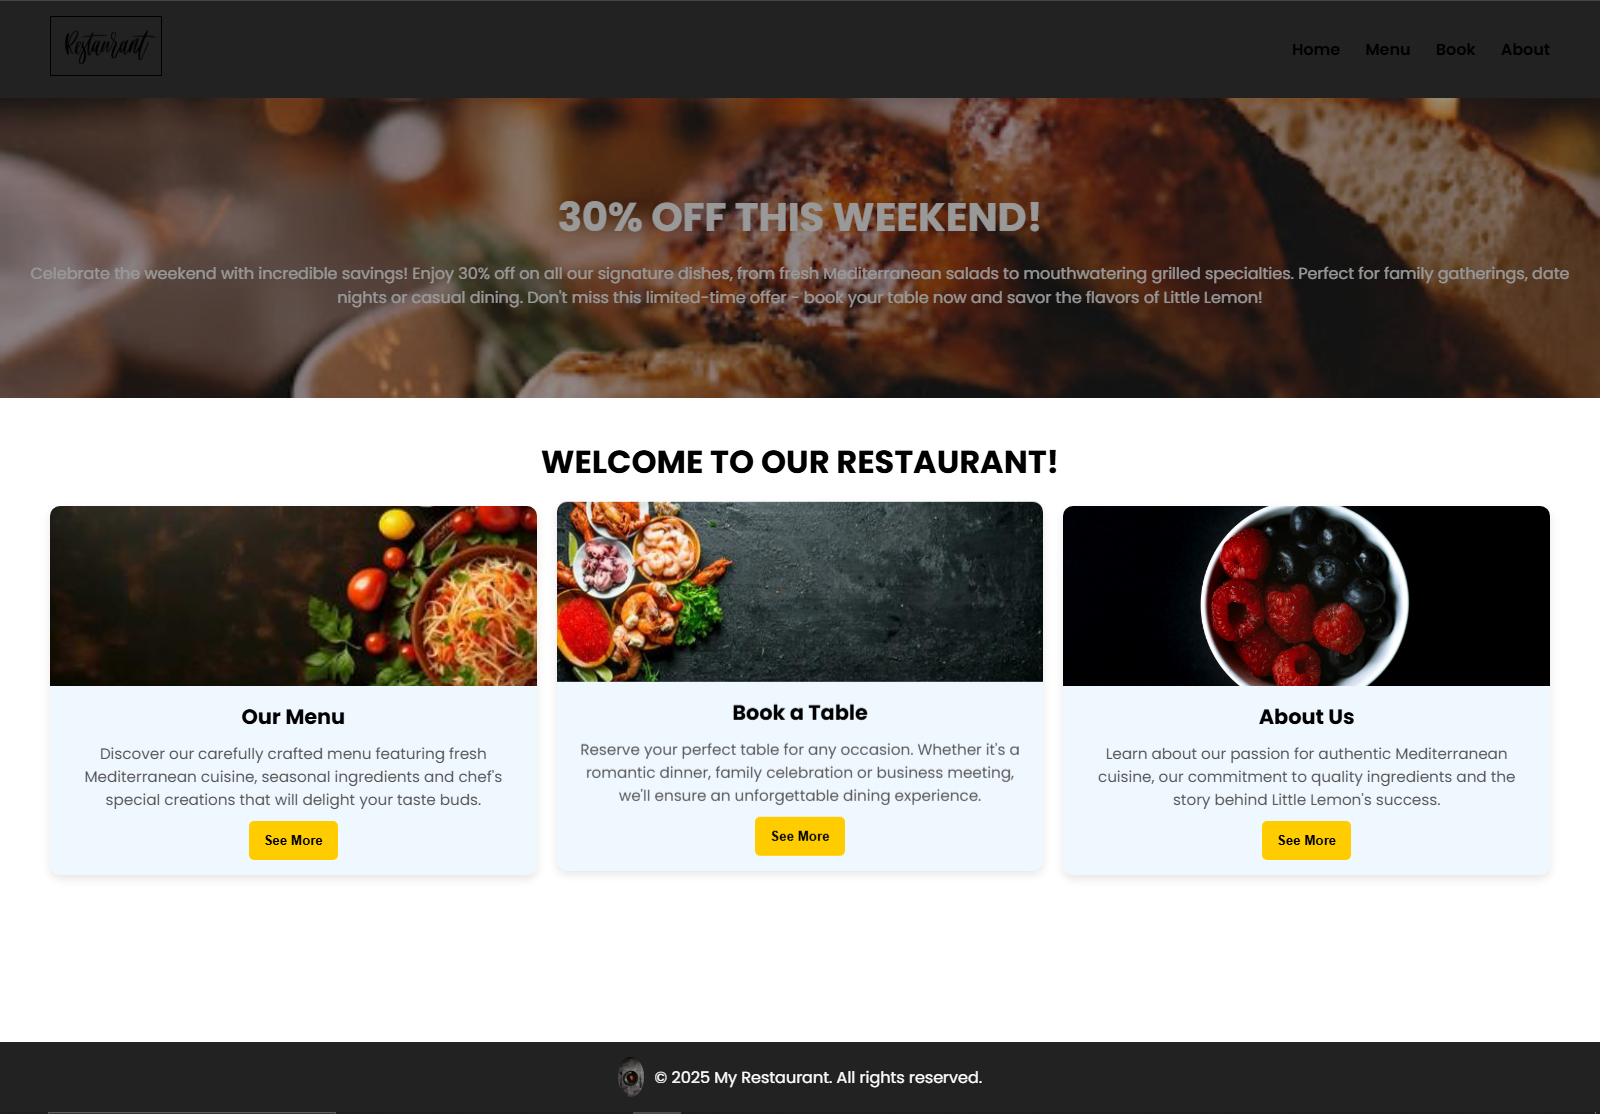 Restaurant
Home Menu Book About
30% OFF THIS WEEKEND!
Celebrate the weekend with incredible savings! Enjoy 30% off on all our signature dishes, from fresh Mediterranean salads to mouthwatering grilled specialties. Perfect for family gatherings, date
nights or casual dining. Don't miss this limited-time offer - book your table now and savor the flavors of Little Lemon!
WELCOME TO OUR RESTAURANT!
Our Menu
Discover our carefully crafted menu featuring fresh
Mediterranean cuisine, seasonal ingredients and chef's
special creations that will delight your taste buds.
See More
Book a Table
Reserve your perfect table for any occasion. Whether it's a
romantic dinner, family celebration or business meeting,
we'll ensure an unforgettable dining experience.
See More
About Us
Learn about our passion for authentic Mediterranean
cuisine, our commitment to quality ingredients and the
story behind Little Lemon's success.
See More
© 2025 My Restaurant. All rights reserved.